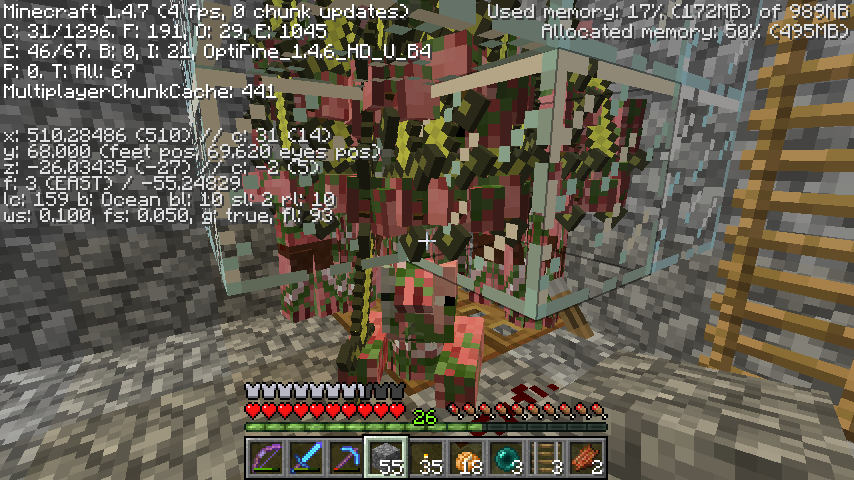 Minecraft 1.4.7 (4 fps, 0 chunk updates)
C: 31/1296. F: 191, O: 29, E: 1045
E: 46/67. B: 0, I: 21, OptiFine_1.4.6_HD_U_B4
P: 0. T: All: 67
MultiplayerChunkCache: 441
x: 510.28486 (510) // c: 31 (14)
y: 68.000 (feet pos, 69.620 eyes pos)
z: -26.03435 (-27) // c: -2 (5)
f: 3 (EAST) / -55.24829
lc: 159 b: Ocean bl: 10 sl: 2 rl: 10
ws: 0.100, fs: 0.050, g: true, fl: 93
Used memory: 17% (172MB) of 989MB
Allocated memory: 50% (495MB)
26
55 35 18 3 3 2